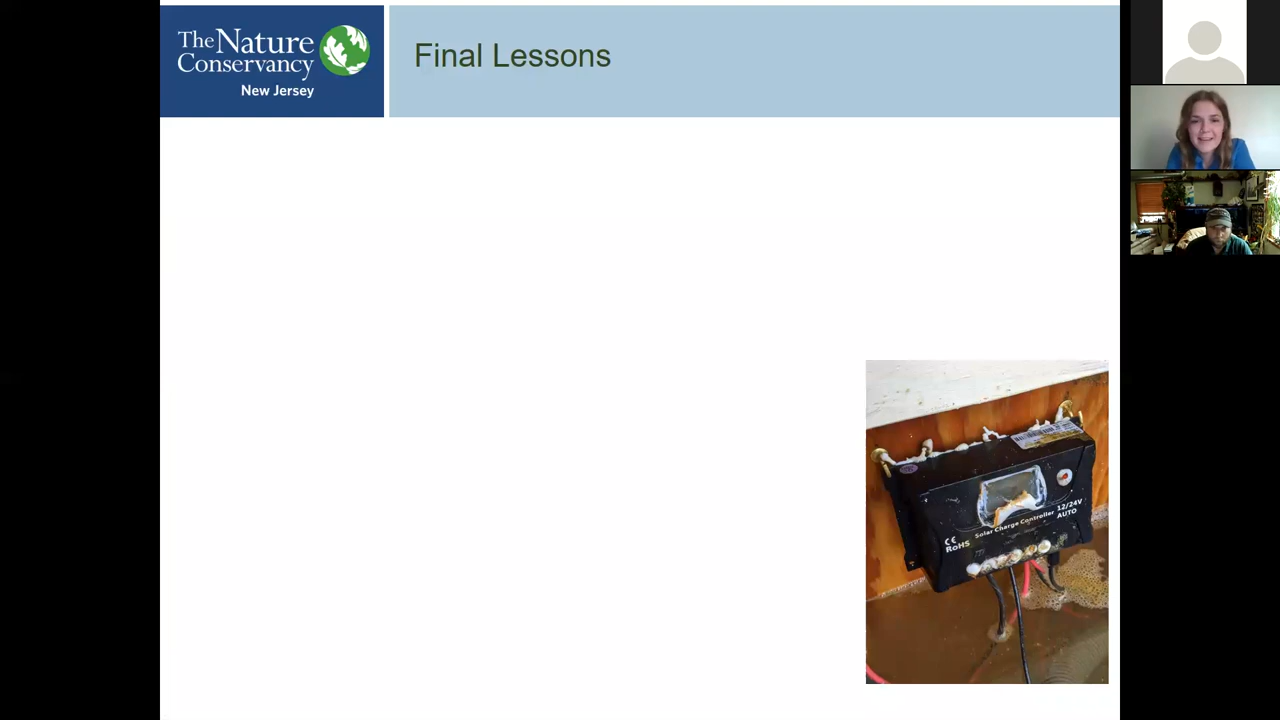 The Nature
Conservancy
New Jersey
Final Lessons
12/24V
AUTO
Solar Charge Controller
CE
RoHS